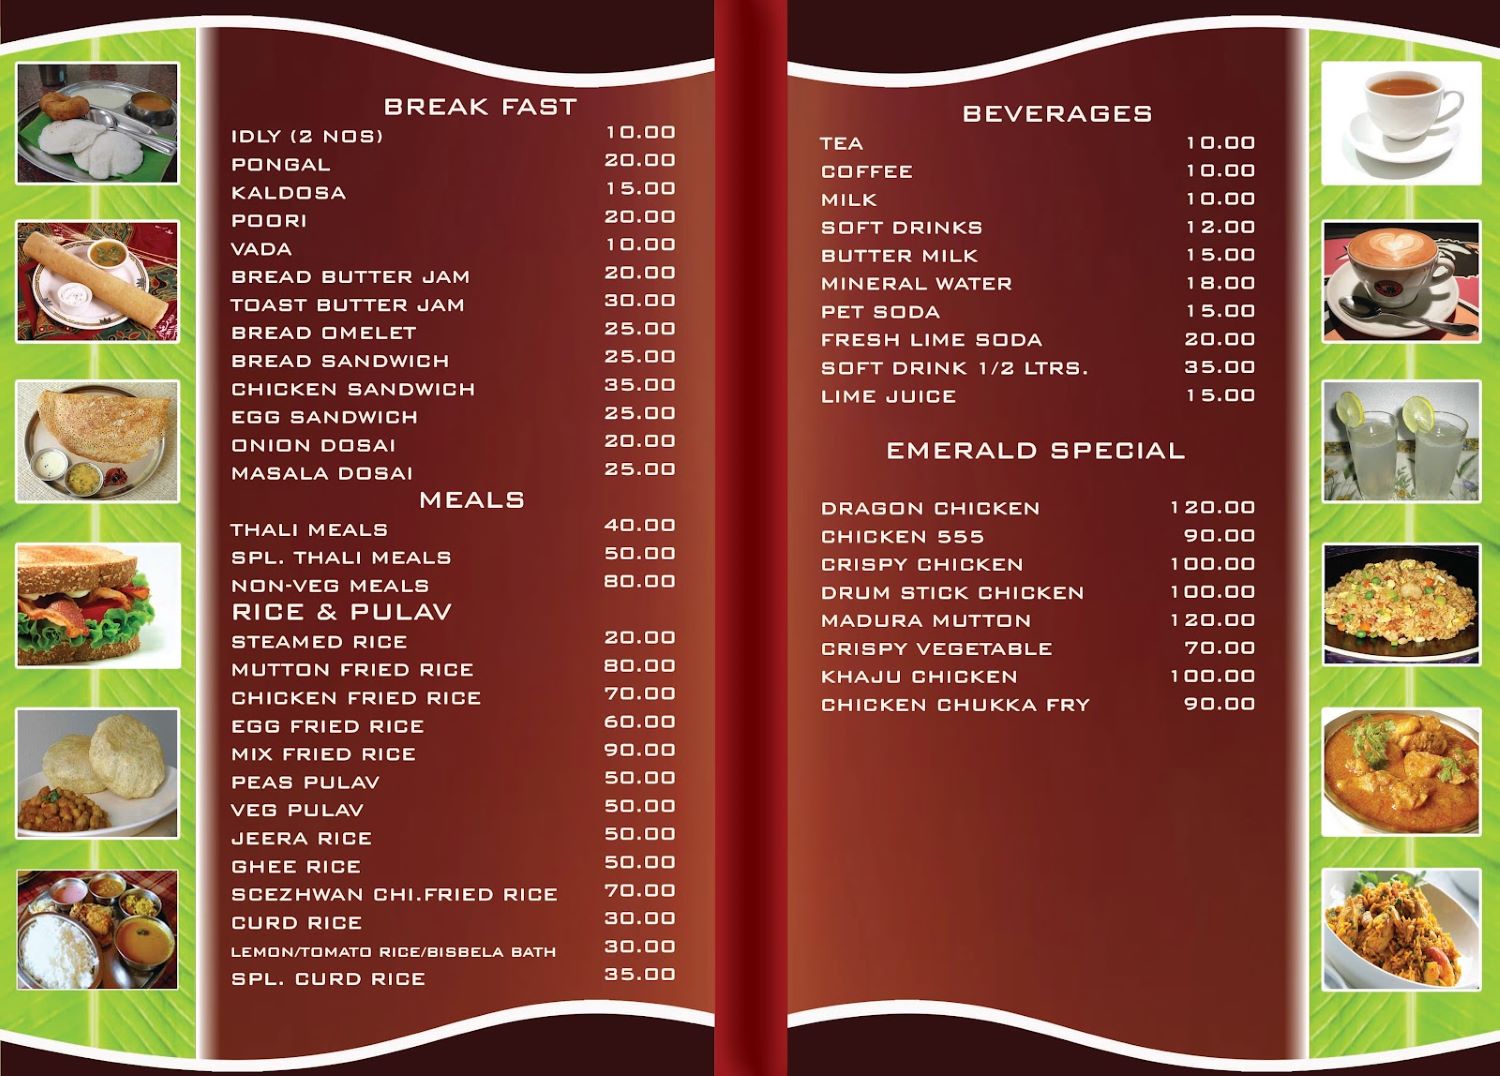 BREAK FAST
IDLY (2 NOS) 10.00
PONGAL 20.00
KALDOSA 15.00
POORI 20.00
VADA 10.00
BREAD BUTTER JAM 20.00
TOAST BUTTER JAM 30.00
BREAD OMELET 25.00
BREAD SANDWICH 25.00
CHICKEN SANDWICH 35.00
EGG SANDWICH 25.00
ONION DOSAI 20.00
MASALA DOSAI 25.00
MEALS
THALI MEALS 40.00
SPL. THALI MEALS 50.00
NON-VEG MEALS 80.00
RICE & PULAV
STEAMED RICE 20.00
MUTTON FRIED RICE 80.00
CHICKEN FRIED RICE 70.00
EGG FRIED RICE 60.00
MIX FRIED RICE 90.00
PEAS PULAV 50.00
VEG PULAV 50.00
JEERA RICE 50.00
GHEE RICE 50.00
SCEZHWAN CHI.FRIED RICE 70.00
CURD RICE 30.00
LEMON/TOMATO RICE/BISBELA BATH 30.00
SPL. CURD RICE 35.00
BEVERAGES
TEA 10.00
COFFEE 10.00
MILK 10.00
SOFT DRINKS 12.00
BUTTER MILK 15.00
MINERAL WATER 18.00
PET SODA 15.00
FRESH LIME SODA 20.00
SOFT DRINK 1/2 LTRS. 35.00
LIME JUICE 15.00
EMERALD SPECIAL
DRAGON CHICKEN 120.00
CHICKEN 555 90.00
CRISPY CHICKEN 100.00
DRUM STICK CHICKEN 100.00
MADURA MUTTON 120.00
CRISPY VEGETABLE 70.00
KHAJU CHICKEN 100.00
CHICKEN CHUKKA FRY 90.00